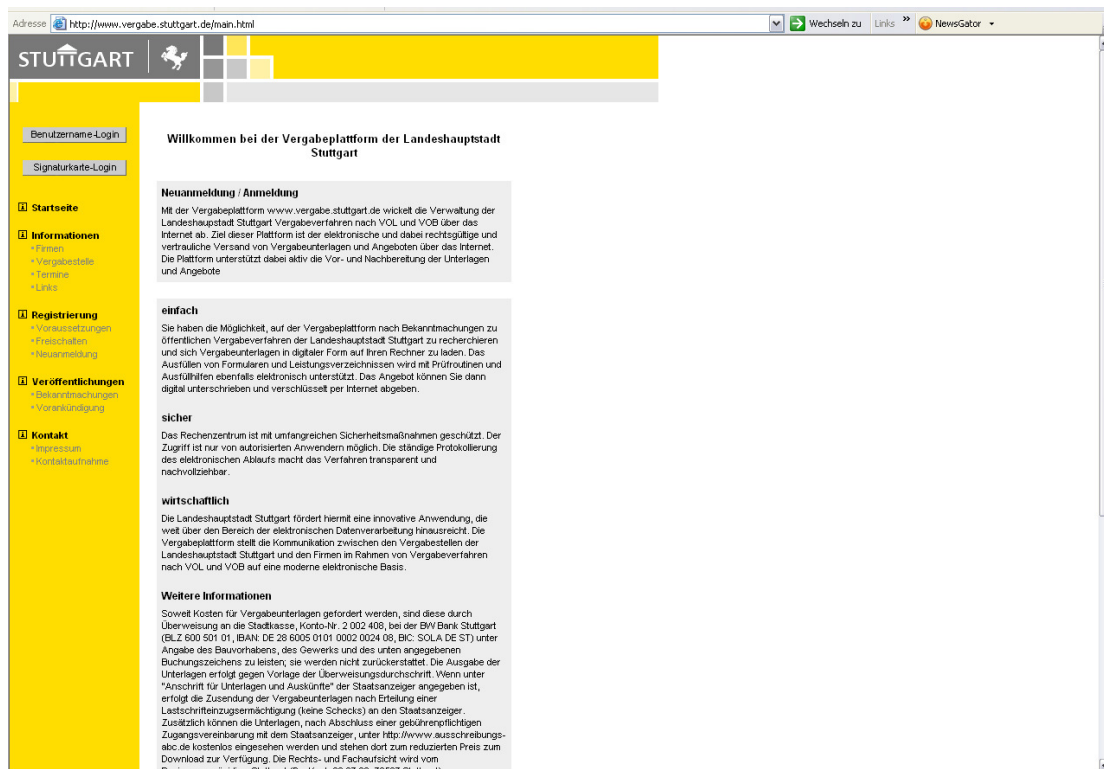 Adresse http://www.vergabe.stuttgart.de/main.html Wechseln zu Links » NewsGator
STUTTGART
Benutzername-Login
Signaturkarte-Login
Startseite
Informationen
Firmen
Vergabestelle
Termine
Links
Registrierung
Voraussetzungen
Freischalten
Neuanmeldung
Veröffentlichungen
Bekanntmachungen
Vorankündigung
Kontakt
Impressum
Kontaktaufnahme
Willkommen bei der Vergabeplattform der Landeshauptstadt
Stuttgart
Neuanmeldung / Anmeldung
Mit der Vergabeplattform www.vergabe.stuttgart.de wickelt die Verwaltung der
Landeshaupstadt Stuttgart Vergabeverfahren nach VOL und VOB über das
Internet ab. Ziel dieser Plattform ist der elektronische und dabei rechtsgültige und
vertrauliche Versand von Vergabeunterlagen und Angeboten über das Internet.
Die Plattform unterstützt dabei aktiv die Vor- und Nachbereitung der Unterlagen
und Angebote
einfach
Sie haben die Möglichkeit, auf der Vergabeplattform nach Bekanntmachungen zu
öffentlichen Vergabeverfahren der Landeshauptstadt Stuttgart zu recherchieren
und sich Vergabeunterlagen in digitaler Form auf Ihren Rechner zu laden. Das
Ausfüllen von Formularen und Leistungsverzeichnissen wird mit Prüfroutinen und
Ausfüllhilfen ebenfalls elektronisch unterstützt. Das Angebot können Sie dann
digital unterschrieben und verschlüsselt per Internet abgeben.
sicher
Das Rechenzentrum ist mit umfangreichen Sicherheitsmaßnahmen geschützt. Der
Zugriff ist nur von autorisierten Anwendern möglich. Die ständige Protokollierung
des elektronischen Ablaufs macht das Verfahren transparent und
nachvollziehbar.
wirtschaftlich
Die Landeshauptstadt Stuttgart fördert hiermit eine innovative Anwendung, die
weit über den Bereich der elektronischen Datenverarbeitung hinausreicht. Die
Vergabeplattform stellt die Kommunikation zwischen den Vergabestellen der
Landeshauptstadt Stuttgart und den Firmen im Rahmen von Vergabeverfahren
nach VOL und VOB auf eine moderne elektronische Basis.
Weitere Informationen
Soweit Kosten für Vergabeunterlagen gefordert werden, sind diese durch
Überweisung an die Stadtkasse, Konto-Nr. 2 002 408, bei der BW Bank Stuttgart
(BLZ 600 501 01, IBAN: DE 28 6005 0101 0002 0024 08, BIC: SOLA DE ST) unter
Angabe des Bauvorhabens, des Gewerks und des unten angegebenen
Buchungszeichens zu leisten; sie werden nicht zurückerstattet. Die Ausgabe der
Unterlagen erfolgt gegen Vorlage der Überweisungsdurchschrift. Wenn unter
"Anschrift für Unterlagen und Auskünfte" der Staatsanzeiger angegeben ist,
erfolgt die Zusendung der Vergabeunterlagen nach Erteilung einer
Lastschrifteinzugsermächtigung (keine Schecks) an den Staatsanzeiger.
Zusätzlich können die Unterlagen, nach Abschluss einer gebührenpflichtigen
Zugangsvereinbarung mit dem Staatsanzeiger, unter http://www.ausschreibungs-
abc.de kostenlos eingesehen werden und stehen dort zum reduzierten Preis zum
Download zur Verfügung. Die Rechts- und Fachaufsicht wird vom